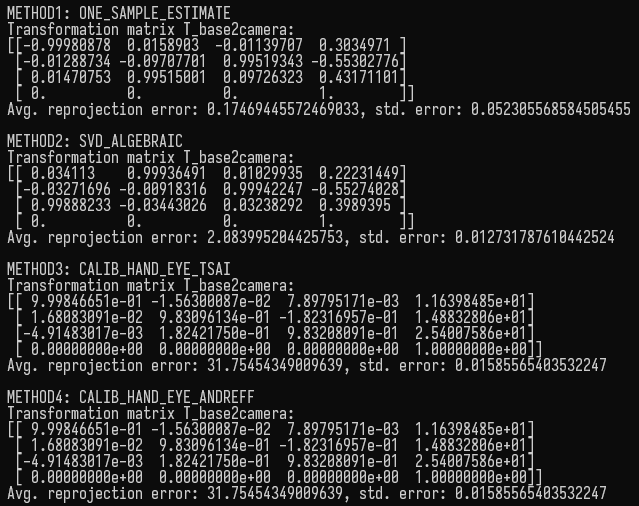 METHOD1: ONE_SAMPLE_ESTIMATE
Transformation matrix T_base2camera:
[[-0.99980878  0.0158903  -0.01139707  0.3034971 ]
 [-0.01288734 -0.09707701  0.99519343 -0.55302776]
 [ 0.01470753  0.99515001  0.09726323  0.43171101]
 [ 0.          0.          0.          1.        ]]
Avg. reprojection error: 0.17469445572469033, std. error: 0.052305568584505455
METHOD2: SVD_ALGEBRAIC
Transformation matrix T_base2camera:
[[ 0.034113    0.99936491  0.01029935  0.22231449]
 [-0.03271696 -0.00918316  0.99942247 -0.55274028]
 [ 0.99888233 -0.03443026  0.03238292  0.3989395 ]
 [ 0.          0.          0.          1.        ]]
Avg. reprojection error: 2.083995204425753, std. error: 0.012731787610442524
METHOD3: CALIB_HAND_EYE_TSAI
Transformation matrix T_base2camera:
[[ 9.99846651e-01 -1.56300087e-02  7.89795171e-03  1.16398485e+01]
 [ 1.68083091e-02  9.83096134e-01 -1.82316957e-01  1.48832806e+01]
 [-4.91483017e-03  1.82421750e-01  9.83208091e-01  2.54007586e+01]
 [ 0.00000000e+00  0.00000000e+00  0.00000000e+00  1.00000000e+00]]
Avg. reprojection error: 31.75454349009639, std. error: 0.01585565403532247
METHOD4: CALIB_HAND_EYE_ANDREFF
Transformation matrix T_base2camera:
[[ 9.99846651e-01 -1.56300087e-02  7.89795171e-03  1.16398485e+01]
 [ 1.68083091e-02  9.83096134e-01 -1.82316957e-01  1.48832806e+01]
 [-4.91483017e-03  1.82421750e-01  9.83208091e-01  2.54007586e+01]
 [ 0.00000000e+00  0.00000000e+00  0.00000000e+00  1.00000000e+00]]
Avg. reprojection error: 31.75454349009639, std. error: 0.01585565403532247